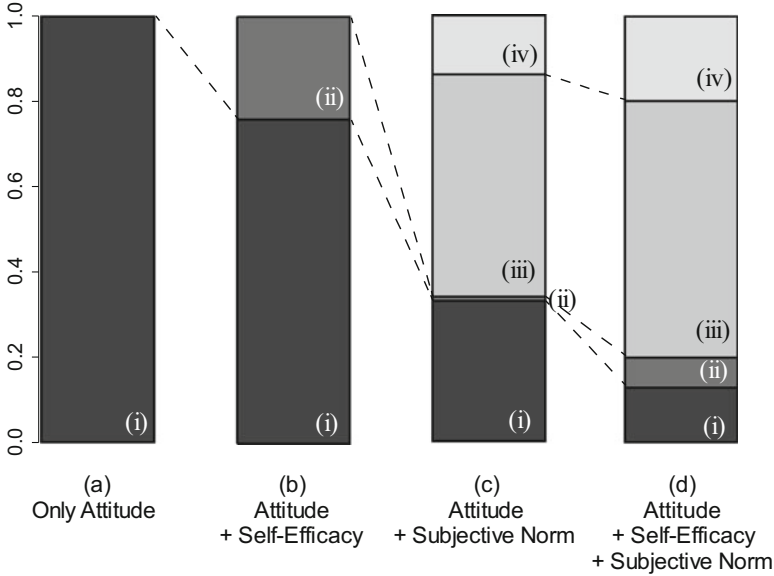 1.0
0.8
0.6
0.4
0.2
0.0
(i)
(ii)
(i)
(iv)
(iii)
(ii)
(i)
(iv)
(iii)
(ii)
(i)
(a)
Only Attitude
(b)
Attitude
+ Self-Efficacy
(c)
Attitude
+ Subjective Norm
(d)
Attitude
+ Self-Efficacy
+ Subjective Norm